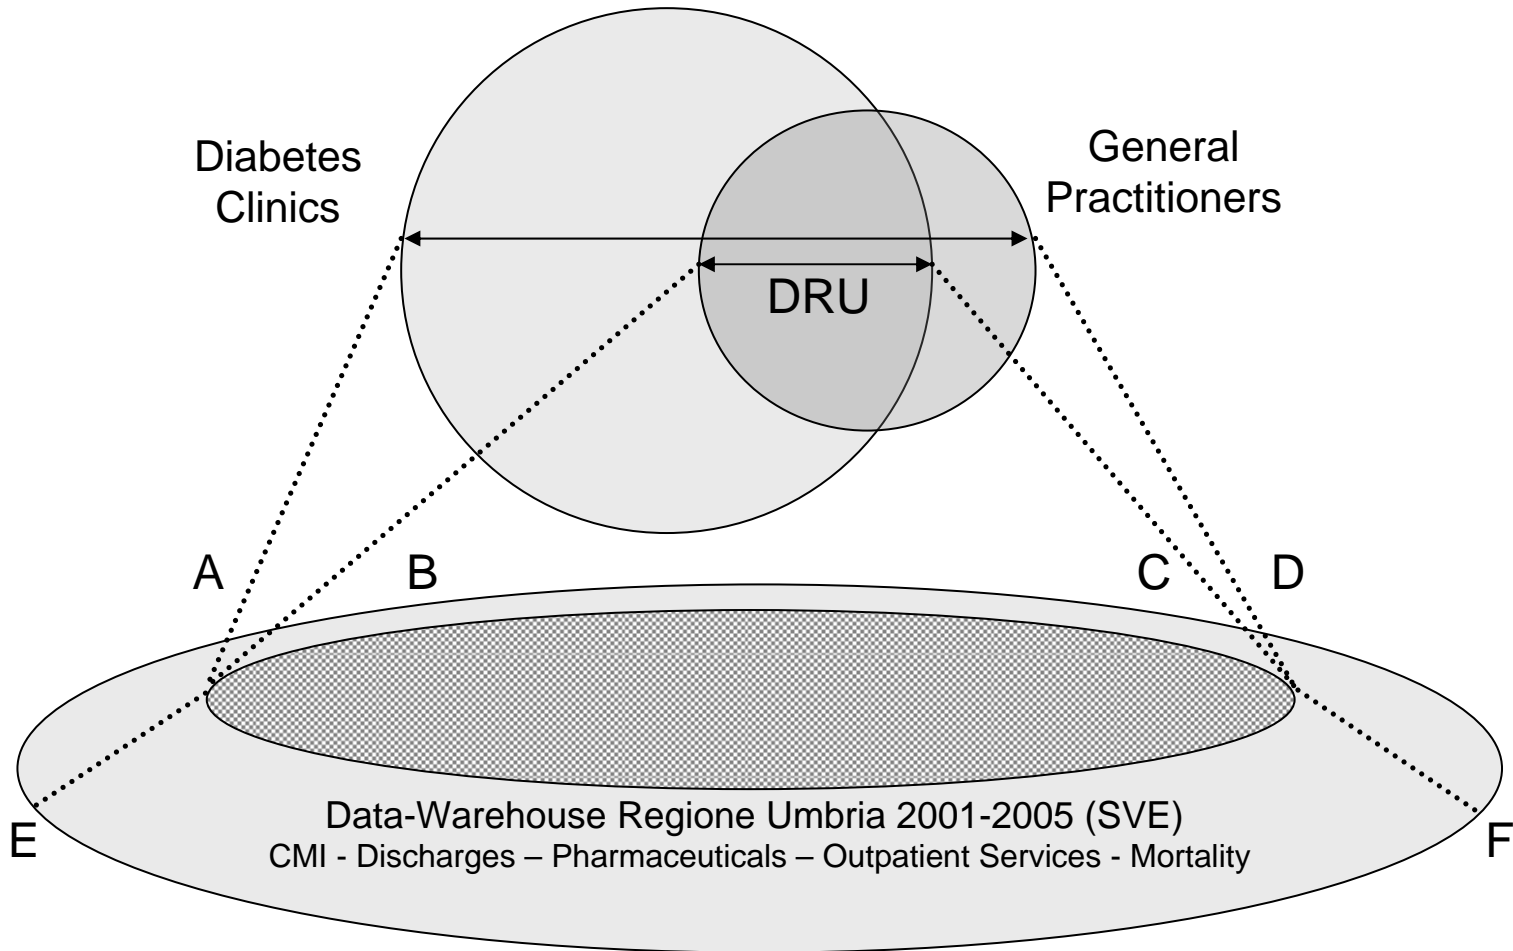 Diabetes
Clinics
General
Practitioners
DRU
A
B
C
D
Data-Warehouse Regione Umbria 2001-2005 (SVE)
E
CMI - Discharges – Pharmaceuticals – Outpatient Services - Mortality
F